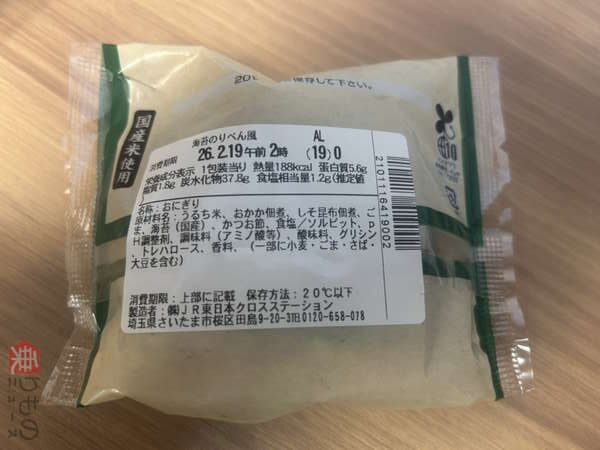 保存して下さい。
国産米使用
海苔のりべん風 AL
消費期限 26.2.19午前2時 (19)0
栄養成分表示 1包装当り 熱量188kcal 蛋白質5.6g
脂質1.8g 炭水化物37.8g 食塩相当量1.2g(推定値
2101116419002
名称:おにぎり
原材料名:うるち米、おかか佃煮、しそ昆布佃煮、ご
ま、海苔(国産)、かつお節、食塩/ソルビット、p
H調整剤、調味料(アミノ酸等)、酸味料、グリシン
、トレハロース、香料、(一部に小麦・ごま・さば・
大豆を含む)
消費期限:上部に記載 保存方法:20℃以下
製造者:㈱JR東日本クロスステーション
埼玉県さいたま市桜区田島9-20-3TEL0120-658-078
乗りもの
ニュース